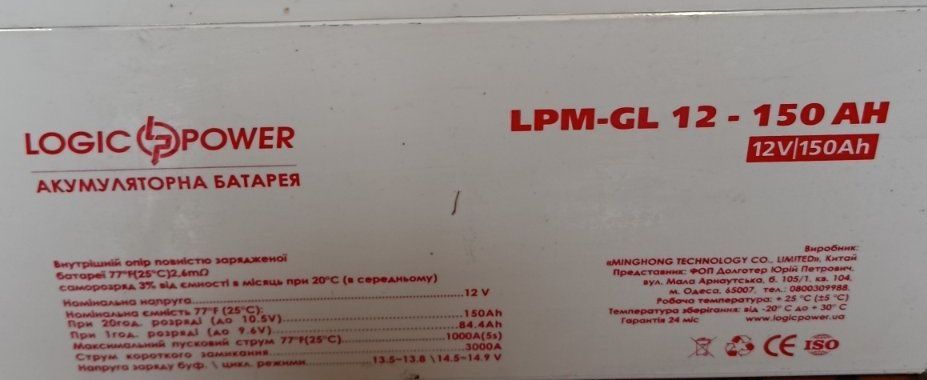 LOGIC LP POWER
АКУМУЛЯТОРНА БАТАРЕЯ
LPM-GL 12 - 150 AH
12V|150Ah
Внутрішній опір повністю зарядженої
батареї 77°F(25°C)2,6mΩ
саморозряд 3% від ємності в місяць при 20°C (в середньому)
Номінальна напруга 12 V
Номінальна ємність 77°F (25°C):
При 20год. розряді (до 10.5V) 150Ah
При 1год. розряді (до 9.6V) 84.4Ah
Максимальний пусковий струм 77°F(25°C) 1000A(5s)
Струм короткого замикання 3000A
Напруга заряду буф. \ цикл. режими 13.5-13.8 \ 14.5-14.9 V
Виробник:
«MINGHONG TECHNOLOGY CO., LIMITED», Китай
Представник: ФОП Долготер Юрій Петрович,
вул. Мала Арнаутська, б. 105/1, кв. 104,
м. Одеса, 65007, тел.: 0800309988.
Робоча температура: + 25 °C (±5 °C)
Температура зберігання: від -20° C до + 30° C
Гарантія 24 міс www.logicpower.ua
CE ISO